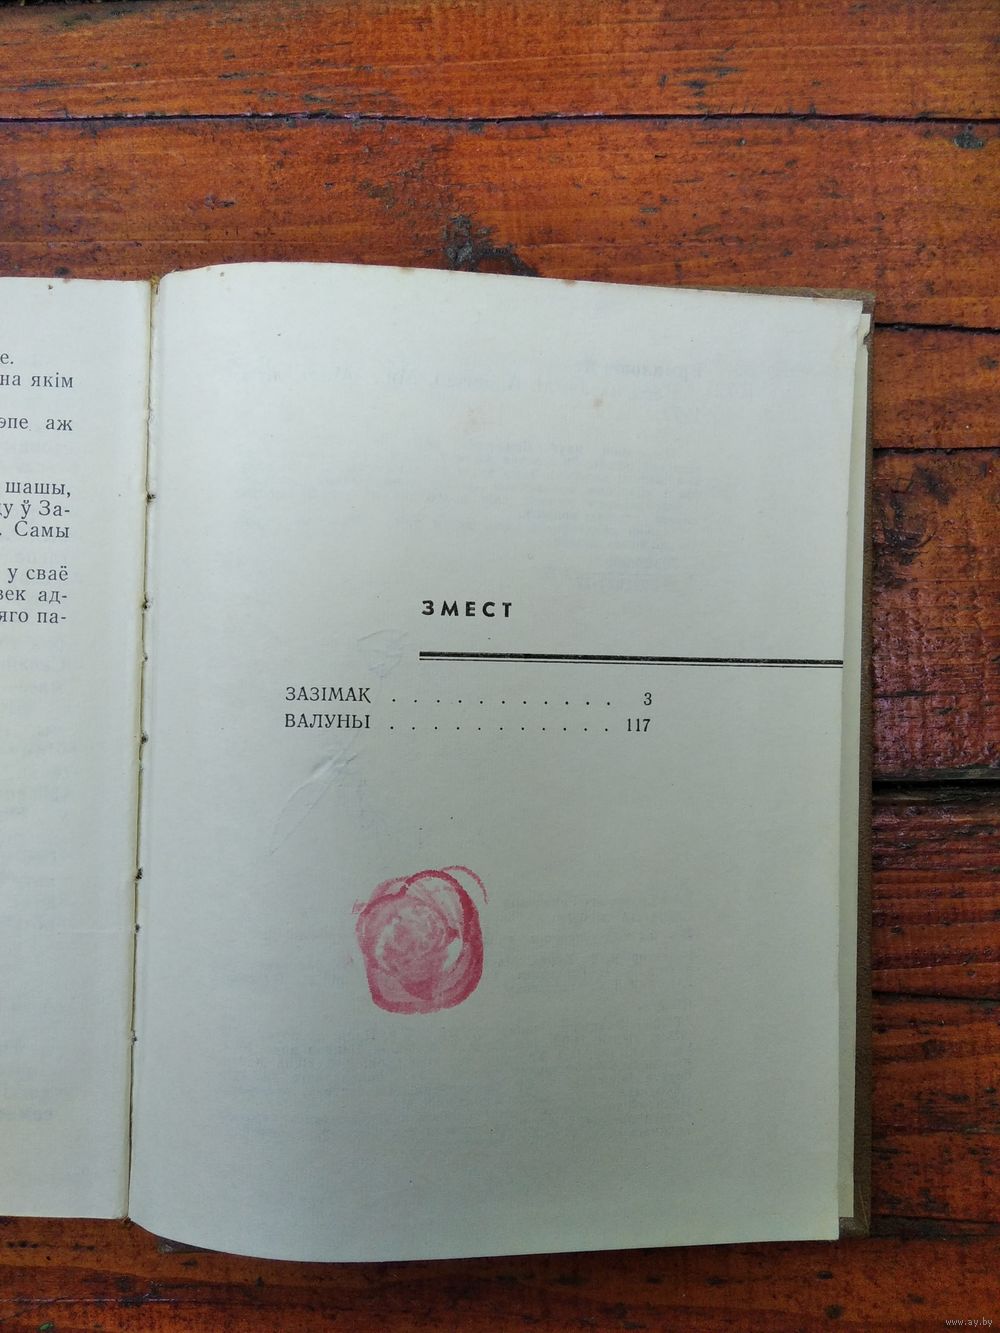 е.
на якім
эпе аж
шашы,
ду ў За-
. Самы
у сваё
век ад-
яго па-
ЗМЕСТ
ЗАЗІМАК . . . . . . . . . . . 3
ВАЛУНЫ . . . . . . . . . . . 117
www.ay.by